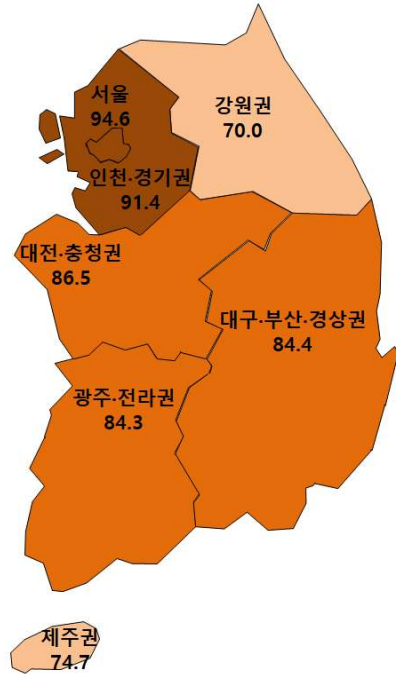 서울
94.6
강원권
70.0
인천·경기권
91.4
대전·충청권
86.5
대구·부산·경상권
84.4
광주·전라권
84.3
제주권
74.7